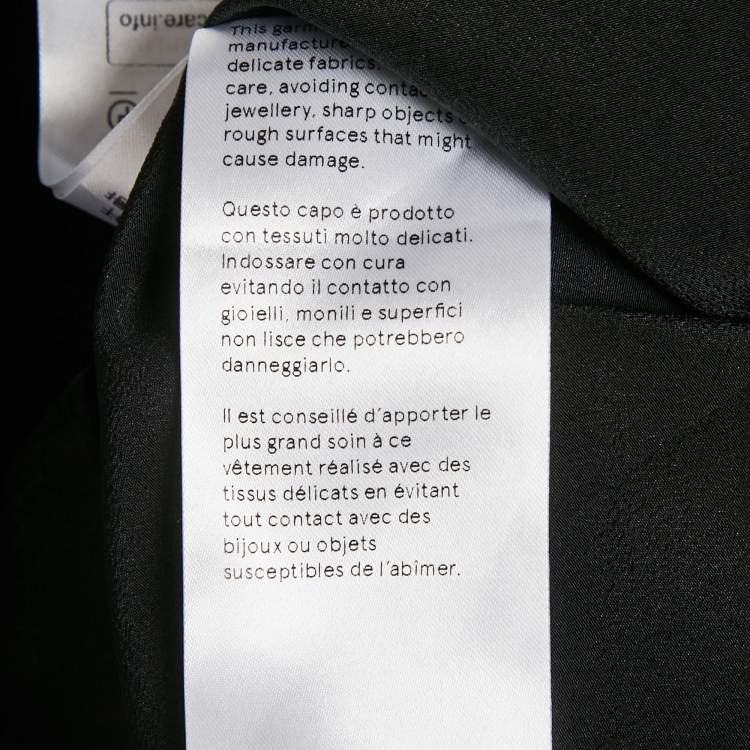 care.info
This
manufacture
delicate fabrics.
care, avoiding contact
jewellery, sharp objects
rough surfaces that might
cause damage.
Questo capo è prodotto
con tessuti molto delicati.
Indossare con cura
evitando il contatto con
gioielli, monili e superfici
non lisce che potrebbero
danneggiarlo.
Il est conseillé d'apporter le
plus grand soin à ce
vêtement réalisé avec des
tissus délicats en évitant
tout contact avec des
bijoux ou objets
susceptibles de l'abîmer.